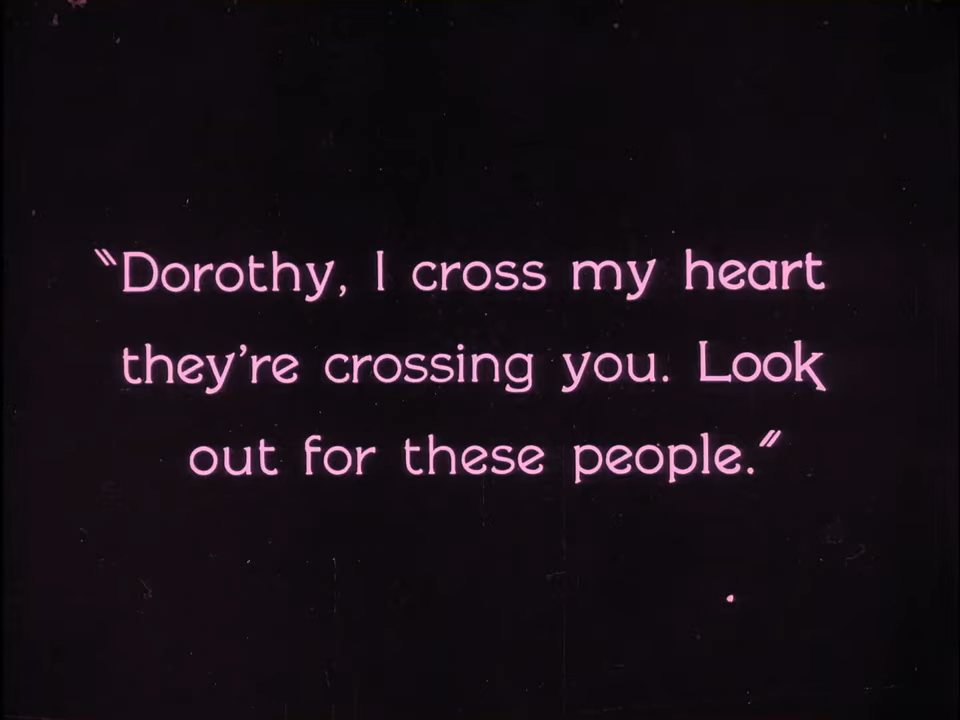 "Dorothy, I cross my heart
they're crossing you. Look
out for these people."